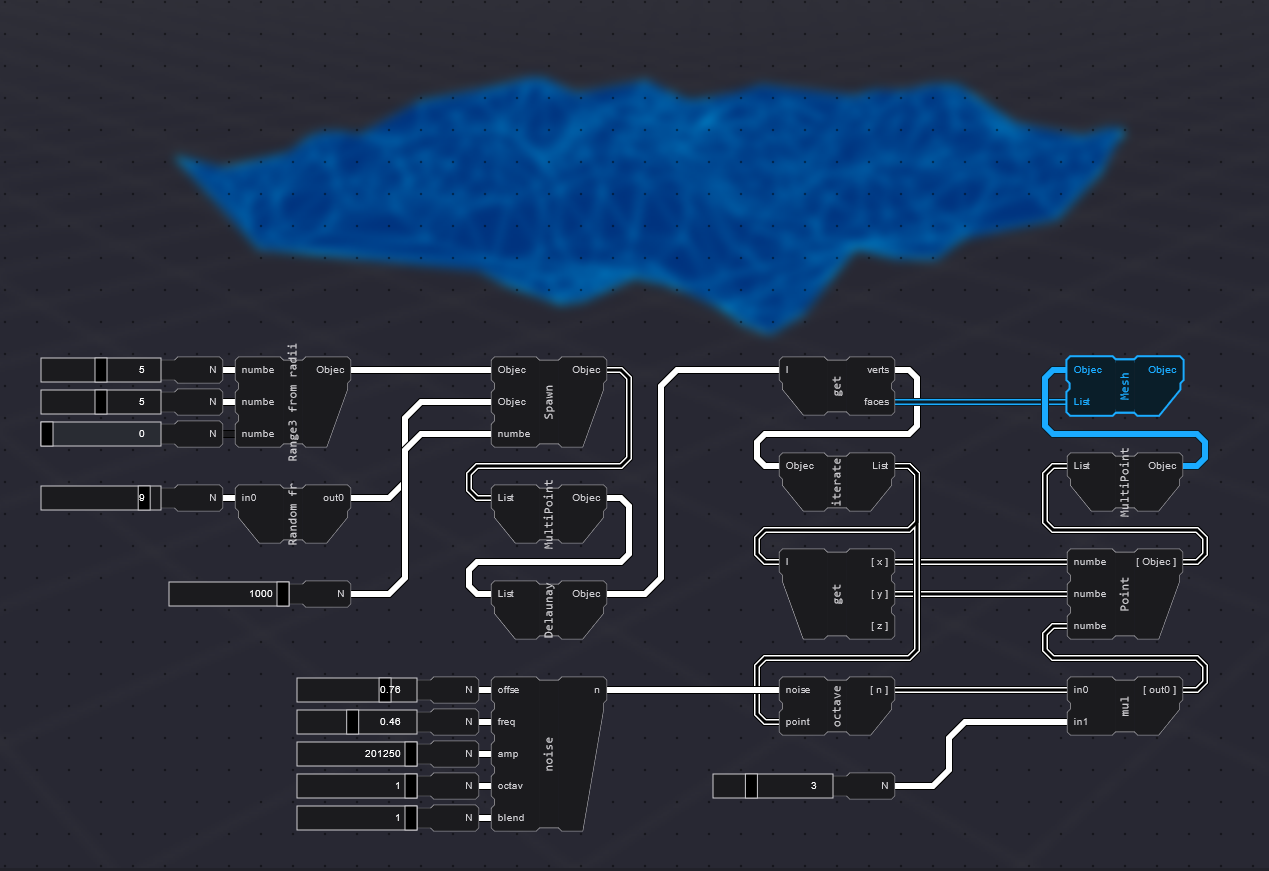 5 N numbe Range3 from radii Objec
5 N numbe
0 N numbe
9 N in0 Random fr out0
1000 N
Objec Spawn Objec
Objec
numbe
List MultiPoint Objec
List Delaunay Objec
0.76 N offse noise n
0.46 N freq
201250 N amp
1 N octav
1 N blend
I get verts
faces
Objec iterate List
I get [ x ]
[ y ]
[ z ]
noise octave [ n ]
point
3 N
Objec Mesh Objec
List
List MultiPoint Objec
numbe Point [ Objec ]
numbe
numbe
in0 mul [ out0 ]
in1